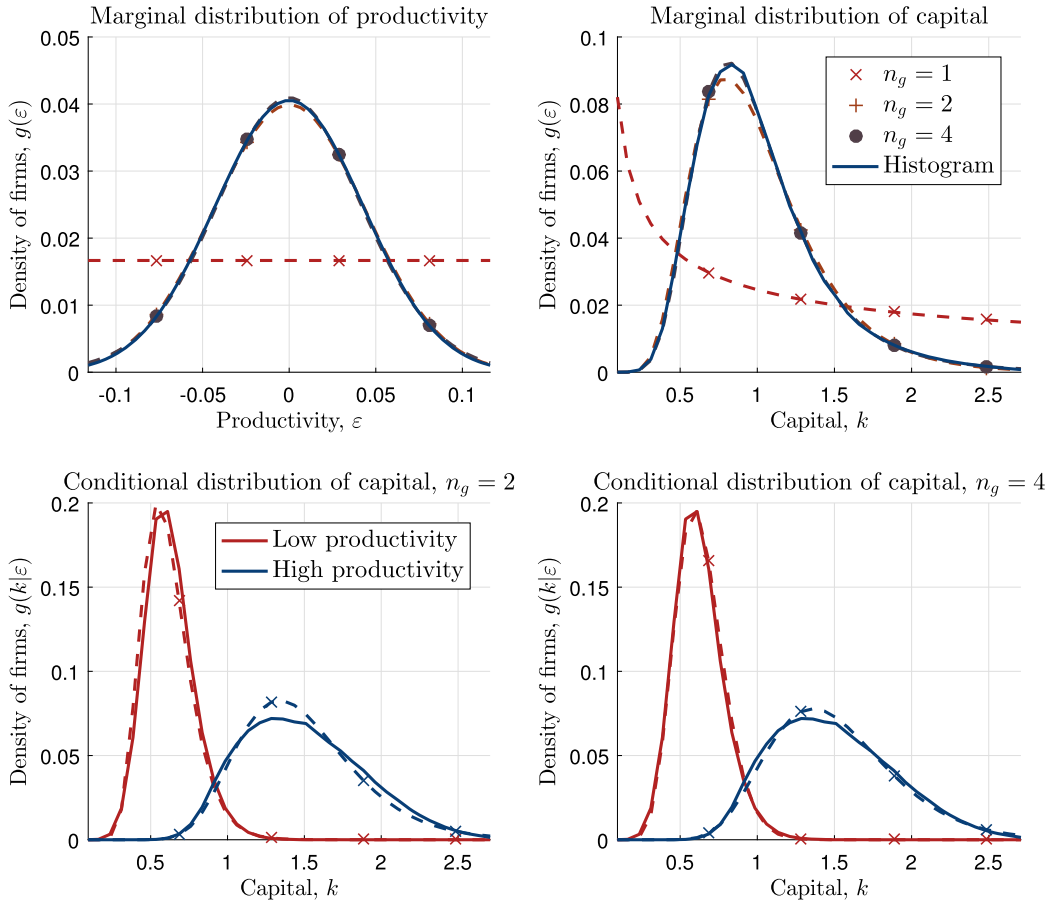 Marginal distribution of productivity
Density of firms, g(ε)
0.05
0.04
0.03
0.02
0.01
0
-0.1
-0.05
0
0.05
0.1
Productivity, ε
Marginal distribution of capital
Density of firms, g(ε)
0.1
0.08
0.06
0.04
0.02
0
0.5
1
1.5
2
2.5
Capital, k
n_g = 1
n_g = 2
n_g = 4
Histogram
Conditional distribution of capital, n_g = 2
Density of firms, g(k|ε)
0.2
0.15
0.1
0.05
0
0.5
1
1.5
2
2.5
Capital, k
Low productivity
High productivity
Conditional distribution of capital, n_g = 4
Density of firms, g(k|ε)
0.2
0.15
0.1
0.05
0
0.5
1
1.5
2
2.5
Capital, k